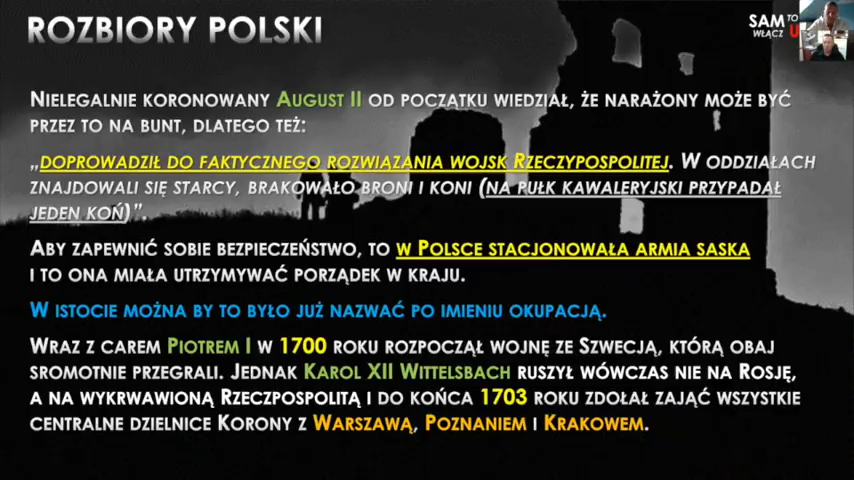 ROZBIORY POLSKI
SAM TO
WŁĄCZ U
NIELEGALNIE KORONOWANY AUGUST II OD POCZĄTKU WIEDZIAŁ, ŻE NARAŻONY MOŻE BYĆ
PRZEZ TO NA BUNT, DLATEGO TEŻ:
„DOPROWADZIŁ DO FAKTYCZNEGO ROZWIĄZANIA WOJSK RZECZYPOSPOLITEJ. W ODDZIAŁACH
ZNAJDOWALI SIĘ STARCY, BRAKOWAŁO BRONI I KONI (NA PUŁK KAWALERYJSKI PRZYPADAŁ
JEDEN KOŃ)”.
ABY ZAPEWNIĆ SOBIE BEZPIECZEŃSTWO, TO W POLSCE STACJONOWAŁA ARMIA SASKA
I TO ONA MIAŁA UTRZYMYWAĆ PORZĄDEK W KRAJU.
W ISTOCIE MOŻNA BY TO BYŁO JUŻ NAZWAĆ PO IMIENIU OKUPACJĄ.
WRAZ Z CAREM PIOTREM I W 1700 ROKU ROZPOCZĄŁ WOJNĘ ZE SZWECJĄ, KTÓRĄ OBAJ
SROMOTNIE PRZEGRALI. JEDNAK KAROL XII WITTELSBACH RUSZYŁ WÓWCZAS NIE NA ROSJĘ,
A NA WYKRWAWIONĄ RZECZPOSPOLITĄ I DO KOŃCA 1703 ROKU ZDOŁAŁ ZAJĄĆ WSZYSTKIE
CENTRALNE DZIELNICE KORONY Z WARSZAWĄ, POZNANIEM I KRAKOWEM.